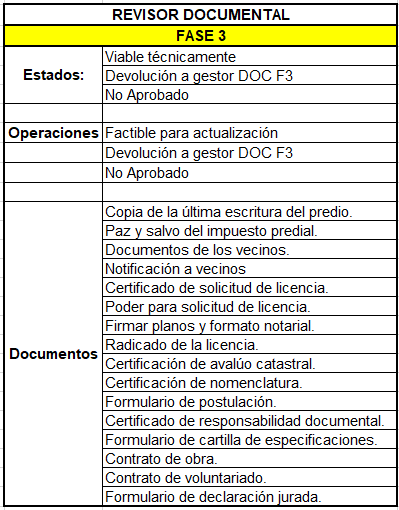 REVISOR DOCUMENTAL
FASE 3
Estados:
Viable técnicamente
Devolución a gestor DOC F3
No Aprobado
Operaciones
Factible para actualización
Devolución a gestor DOC F3
No Aprobado
Documentos
Copia de la última escritura del predio.
Paz y salvo del impuesto predial.
Documentos de los vecinos.
Notificación a vecinos
Certificado de solicitud de licencia.
Poder para solicitud de licencia.
Firmar planos y formato notarial.
Radicado de la licencia.
Certificación de avalúo catastral.
Certificación de nomenclatura.
Formulario de postulación.
Certificado de responsabilidad documental.
Formulario de cartilla de especificaciones.
Contrato de obra.
Contrato de voluntariado.
Formulario de declaración jurada.